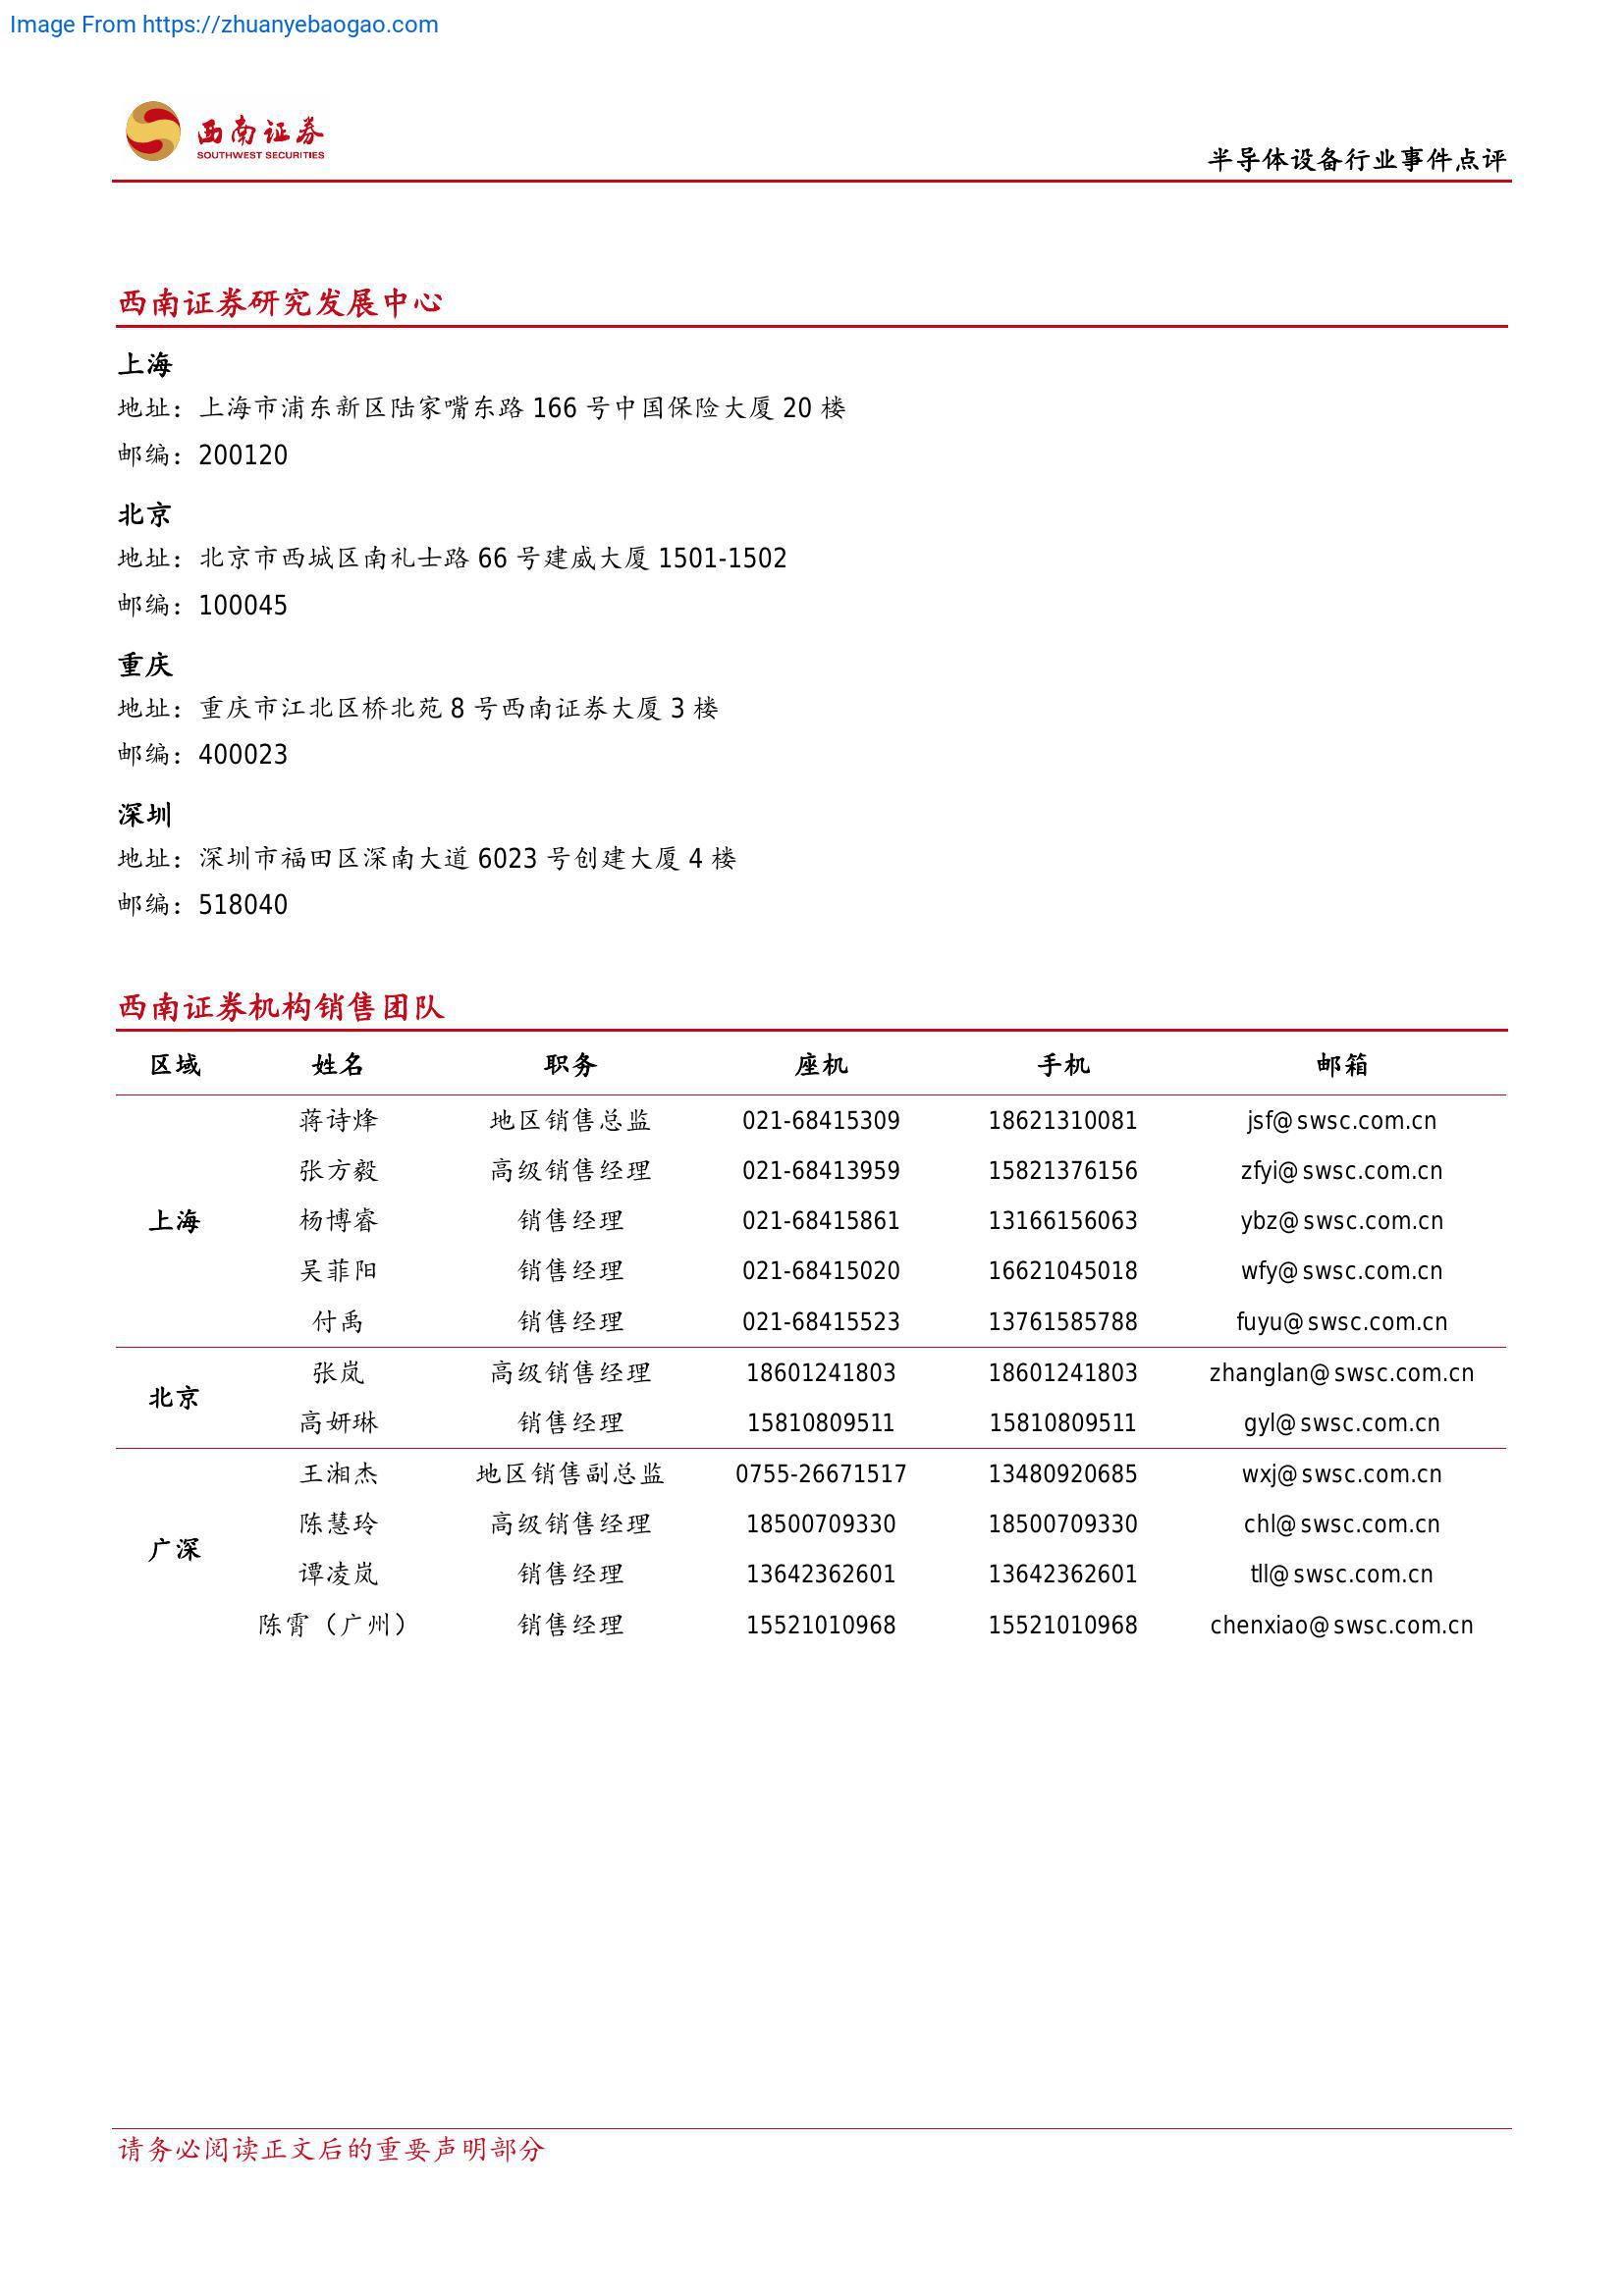 Image From https://zhuanyebaogao.com
西南证券
SOUTHWEST SECURITIES
半导体设备行业事件点评
西南证券研究发展中心
上海
地址：上海市浦东新区陆家嘴东路 166 号中国保险大厦 20 楼
邮编：200120
北京
地址：北京市西城区南礼士路 66 号建威大厦 1501-1502
邮编：100045
重庆
地址：重庆市江北区桥北苑 8 号西南证券大厦 3 楼
邮编：400023
深圳
地址：深圳市福田区深南大道 6023 号创建大厦 4 楼
邮编：518040
西南证券机构销售团队
区域 姓名 职务 座机 手机 邮箱
蒋诗烽 地区销售总监 021-68415309 18621310081 jsf@swsc.com.cn
张方毅 高级销售经理 021-68413959 15821376156 zfyi@swsc.com.cn
上海 杨博睿 销售经理 021-68415861 13166156063 ybz@swsc.com.cn
吴菲阳 销售经理 021-68415020 16621045018 wfy@swsc.com.cn
付禹 销售经理 021-68415523 13761585788 fuyu@swsc.com.cn
北京
张岚 高级销售经理 18601241803 18601241803 zhanglan@swsc.com.cn
高妍琳 销售经理 15810809511 15810809511 gyl@swsc.com.cn
广深
王湘杰 地区销售副总监 0755-26671517 13480920685 wxj@swsc.com.cn
陈慧玲 高级销售经理 18500709330 18500709330 chl@swsc.com.cn
谭凌岚 销售经理 13642362601 13642362601 tll@swsc.com.cn
陈霄（广州） 销售经理 15521010968 15521010968 chenxiao@swsc.com.cn
请务必阅读正文后的重要声明部分